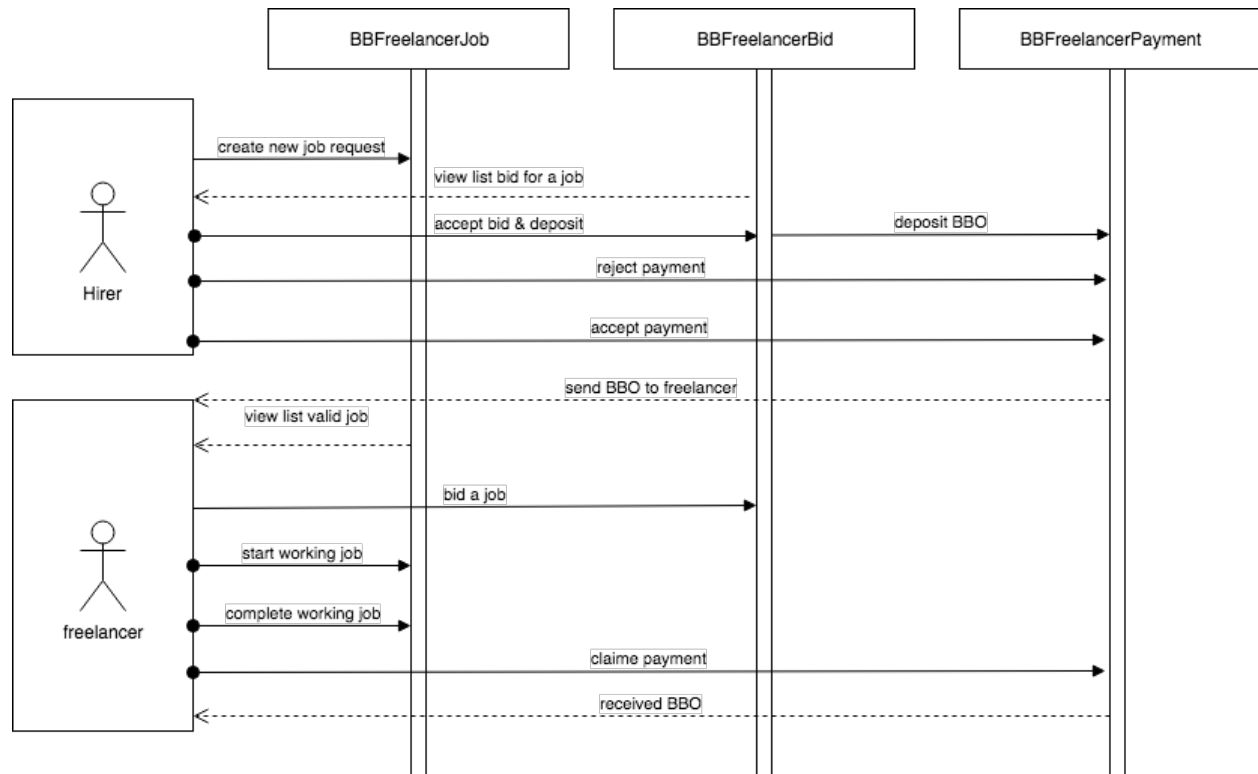 BBFreelancerJob
BBFreelancerBid
BBFreelancerPayment
create new job request
view list bid for a job
accept bid & deposit
deposit BBO
reject payment
Hirer
accept payment
send BBO to freelancer
view list valid job
bid a job
start working job
complete working job
freelancer
claime payment
received BBO